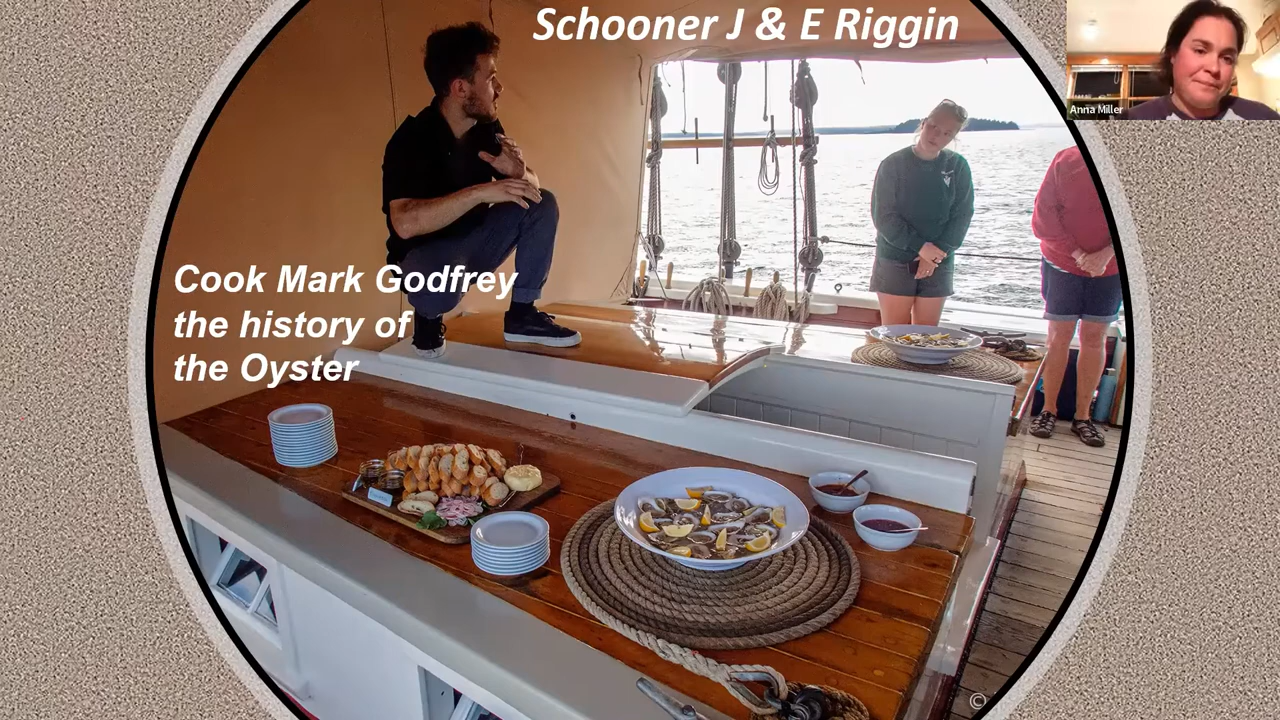 Schooner J & E Riggin
Anna Miller
Cook Mark Godfrey
the history of
the Oyster
©